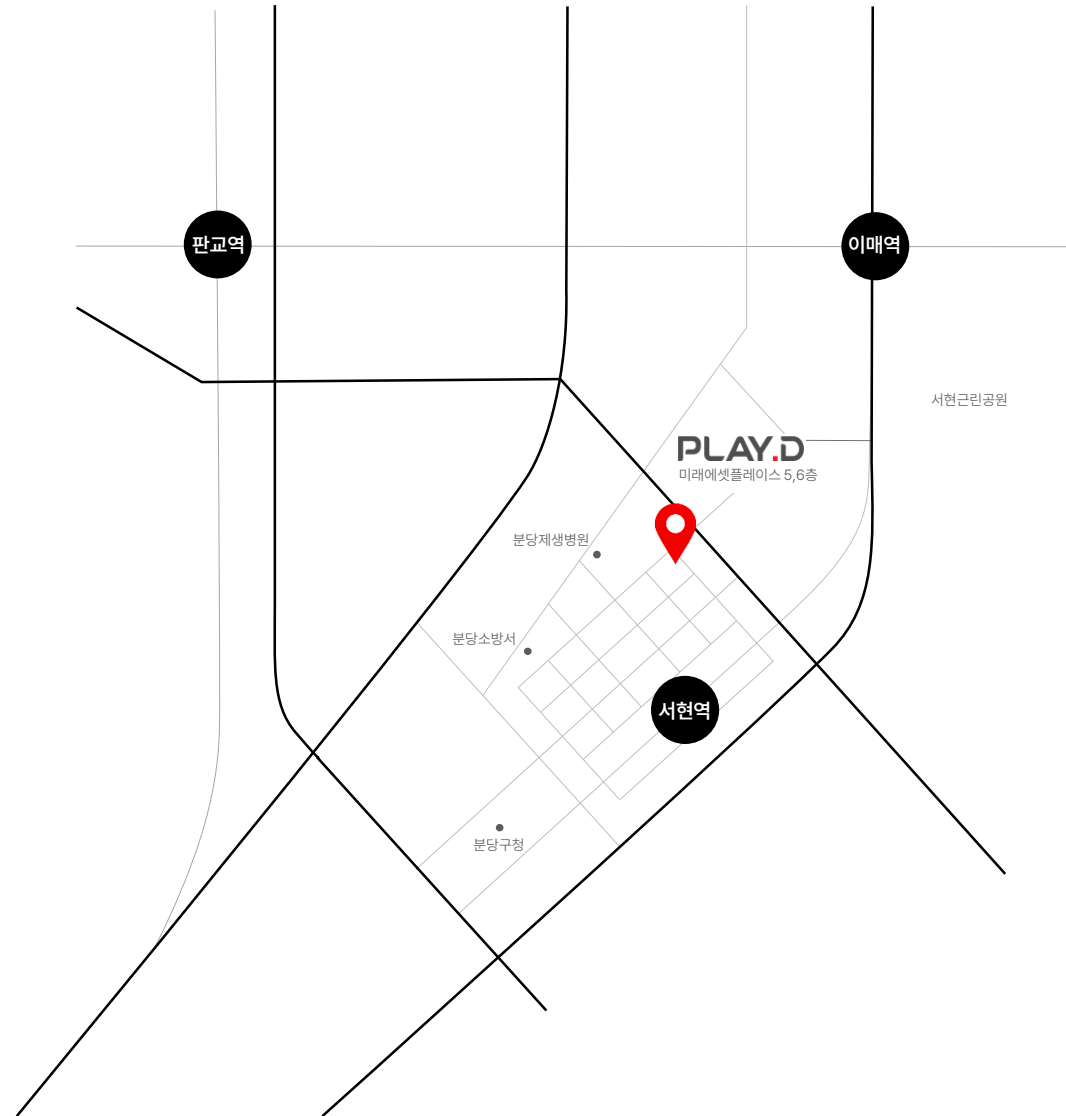 판교역
이매역
서현근린공원
PLAY.D
미래에셋플레이스 5,6층
분당제생병원
분당소방서
서현역
분당구청